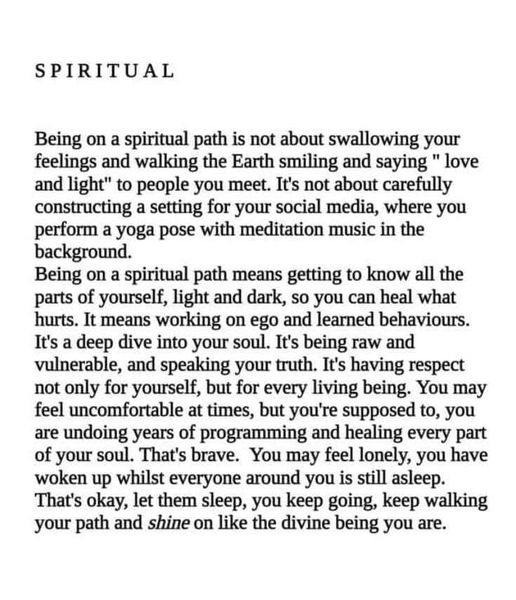 SPIRITUAL
Being on a spiritual path is not about swallowing your
feelings and walking the Earth smiling and saying " love
and light" to people you meet. It's not about carefully
constructing a setting for your social media, where you
perform a yoga pose with meditation music in the
background.
Being on a spiritual path means getting to know all the
parts of yourself, light and dark, so you can heal what
hurts. It means working on ego and learned behaviours.
It's a deep dive into your soul. It's being raw and
vulnerable, and speaking your truth. It's having respect
not only for yourself, but for every living being. You may
feel uncomfortable at times, but you're supposed to, you
are undoing years of programming and healing every part
of your soul. That's brave.  You may feel lonely, you have
woken up whilst everyone around you is still asleep.
That's okay, let them sleep, you keep going, keep walking
your path and shine on like the divine being you are.